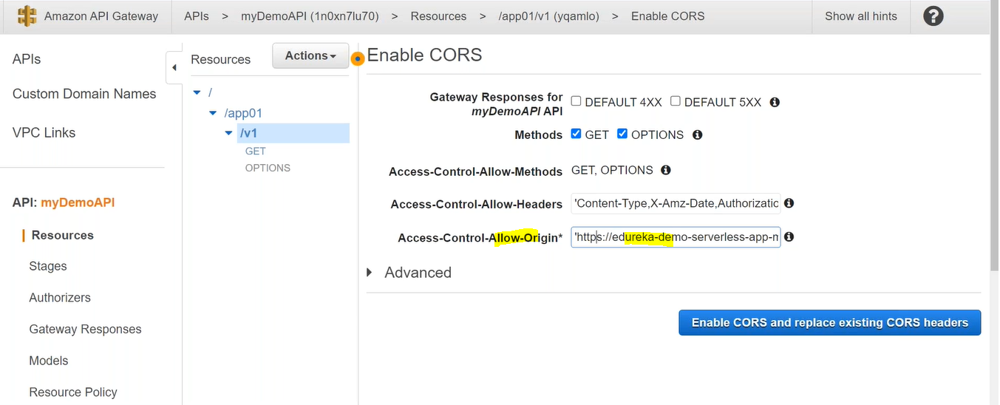 Amazon API Gateway APIs > myDemoAPI (1n0xn7lu70) > Resources > /app01/v1 (yqamlo) > Enable CORS Show all hints ?
APIs
Custom Domain Names
VPC Links
API: myDemoAPI
Resources
Stages
Authorizers
Gateway Responses
Models
Resource Policy
Resources Actions
/
/app01
/v1
GET
OPTIONS
Enable CORS
Gateway Responses for DEFAULT 4XX DEFAULT 5XX
myDemoAPI API
Methods GET OPTIONS
Access-Control-Allow-Methods GET, OPTIONS
Access-Control-Allow-Headers 'Content-Type,X-Amz-Date,Authorizatio
Access-Control-Allow-Origin* 'https://edureka-demo-serverless-app-m
Advanced
Enable CORS and replace existing CORS headers